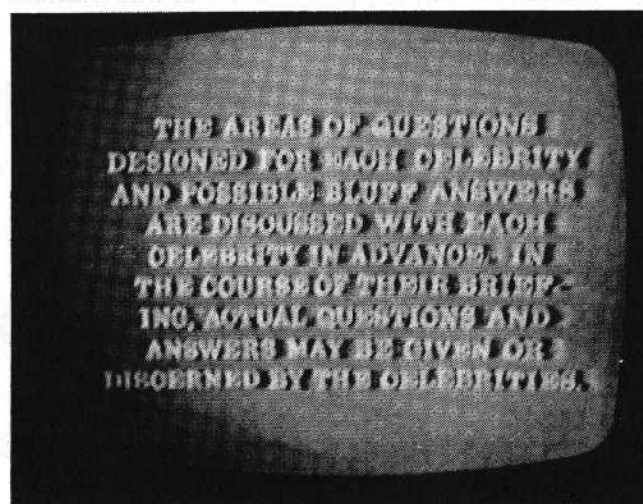 THE AREAS OF QUESTIONS
DESIGNED FOR EACH CELEBRITY
AND POSSIBLE BLUFF ANSWERS
ARE DISCUSSED WITH EACH
CELEBRITY IN ADVANCE. IN
THE COURSE OF THEIR BRIEF-
ING, ACTUAL QUESTIONS AND
ANSWERS MAY BE GIVEN OR
DISCERNED BY THE CELEBRITIES.